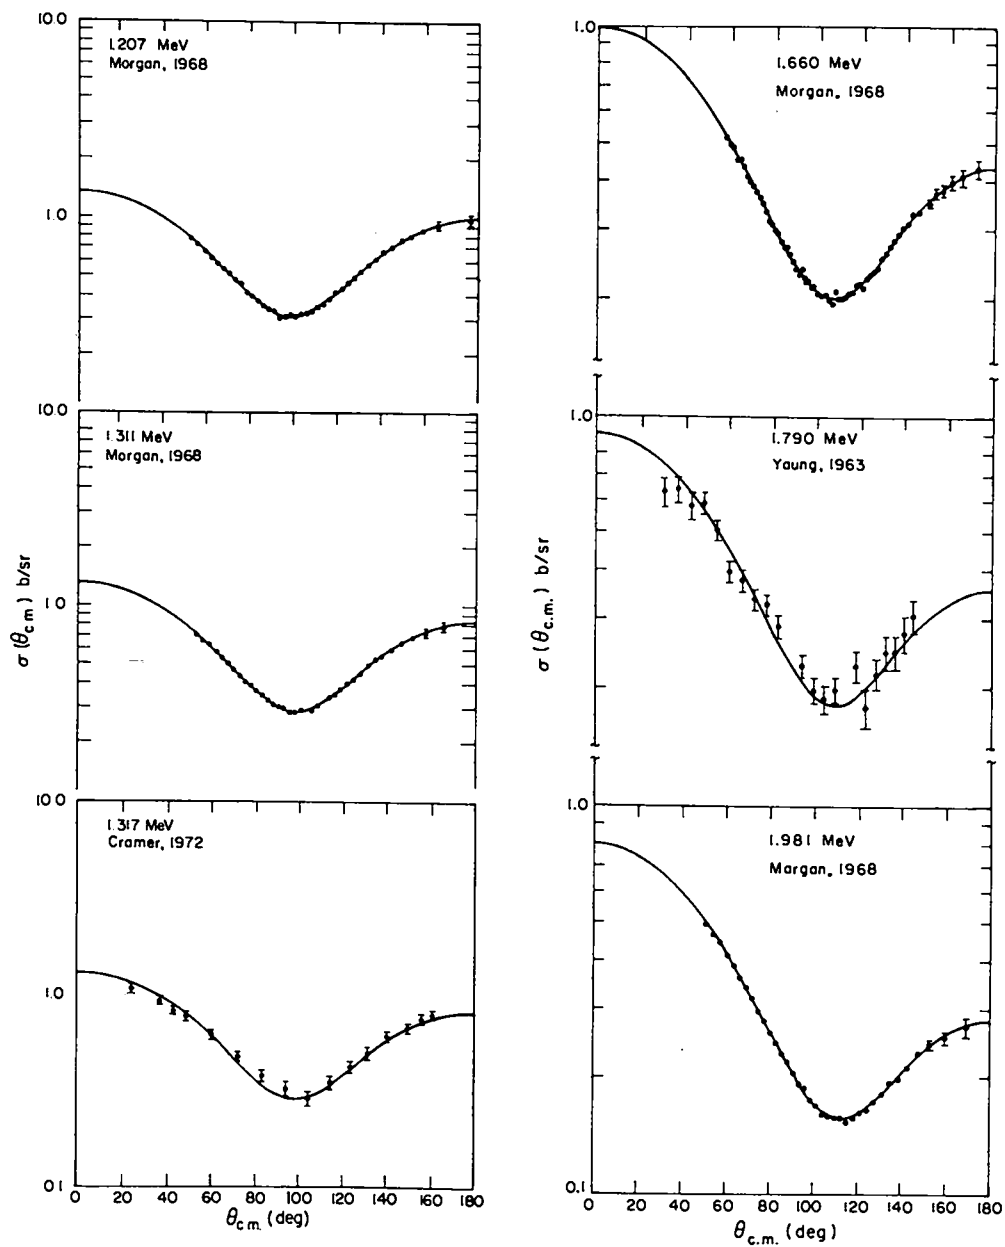 10.0
1.207 MeV
Morgan, 1968
1.0
10.0
1.311 MeV
Morgan, 1968
1.0
10.0
1.317 MeV
Cramer, 1972
1.0
0.1
0 20 40 60 80 100 120 140 160 180
θc.m. (deg)
σ (θc.m) b/sr
1.0
1.660 MeV
Morgan, 1968
1.0
1.790 MeV
Yaung, 1963
1.0
1.981 MeV
Margan, 1968
0.1
0 20 40 60 80 100 120 140 160 180
θc.m. (deg)
σ (θc.m.) b/sr